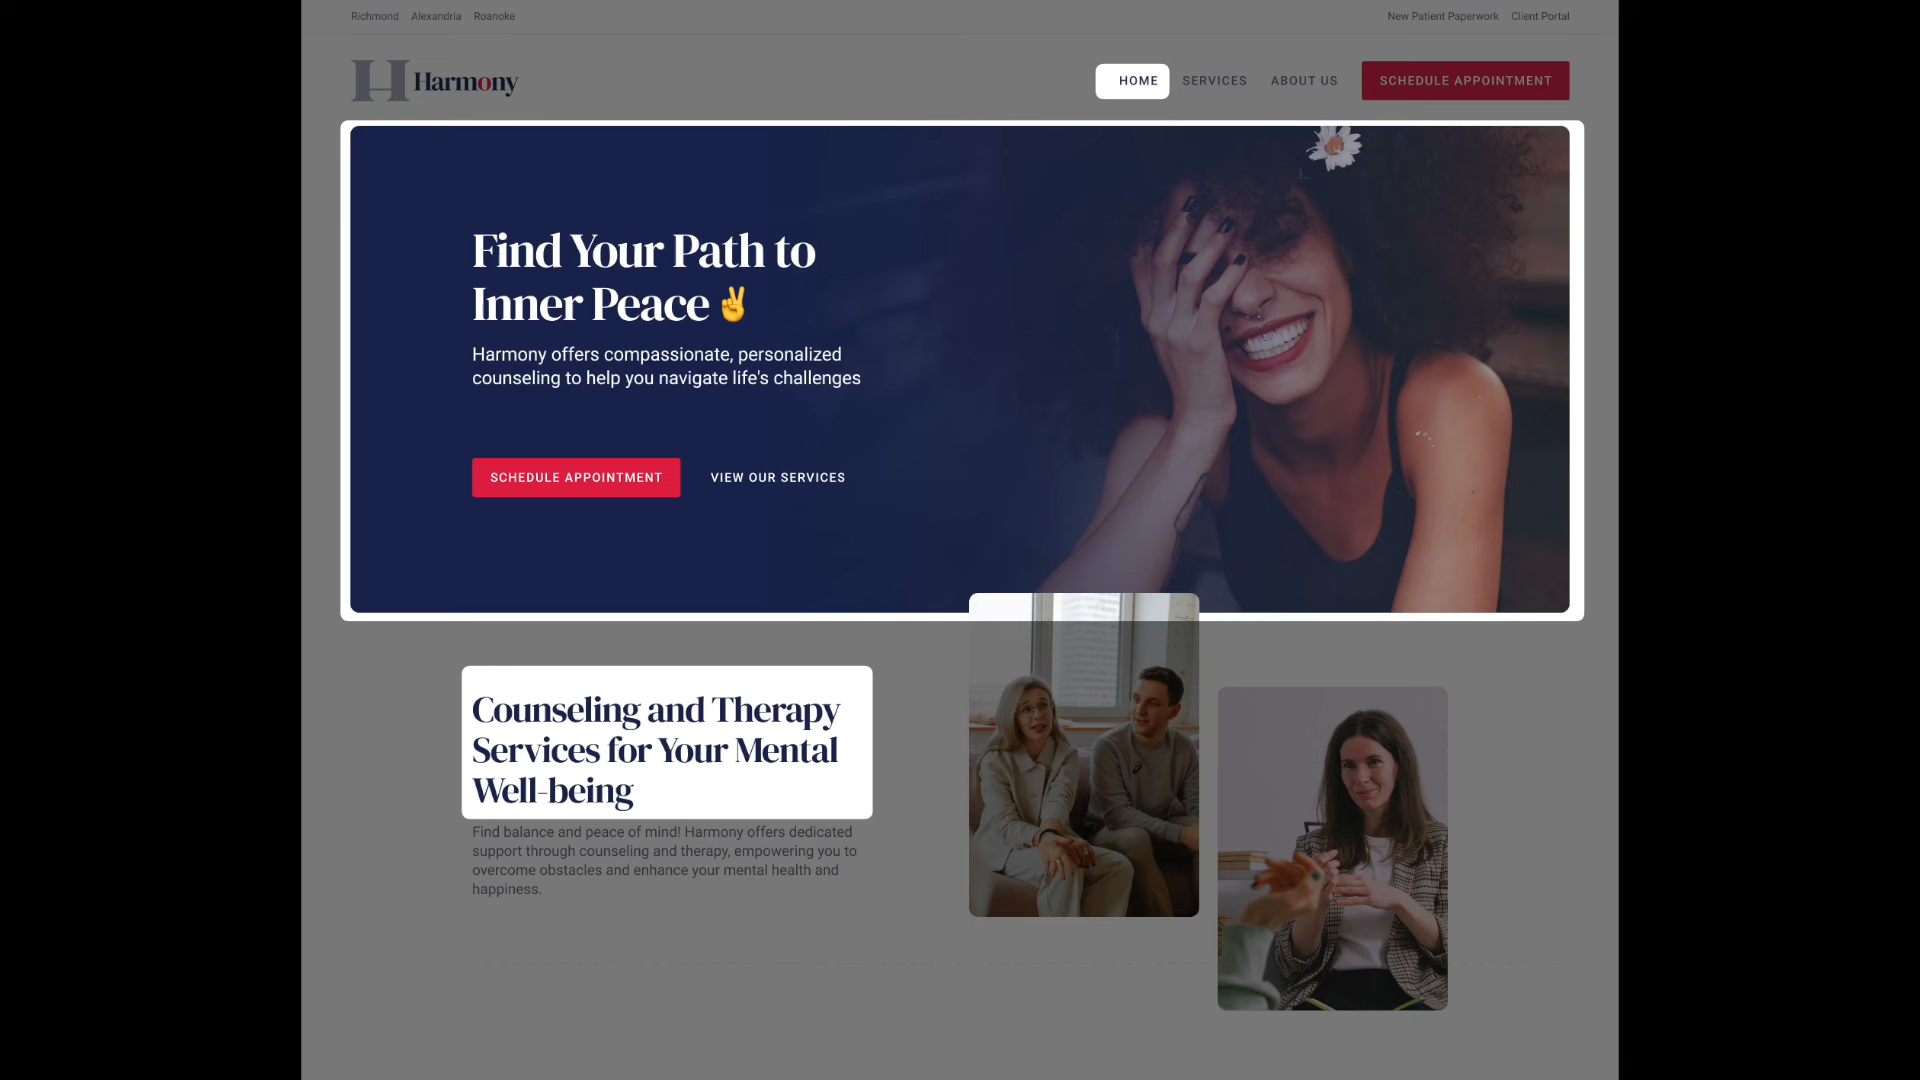 Richmond Alexandria Roanoke
New Patient Paperwork Client Portal
H Harmony
HOME SERVICES ABOUT US SCHEDULE APPOINTMENT
Find Your Path to
Inner Peace ✌️
Harmony offers compassionate, personalized
counseling to help you navigate life's challenges
SCHEDULE APPOINTMENT VIEW OUR SERVICES
Counseling and Therapy
Services for Your Mental
Well-being
Find balance and peace of mind! Harmony offers dedicated
support through counseling and therapy, empowering you to
overcome obstacles and enhance your mental health and
happiness.